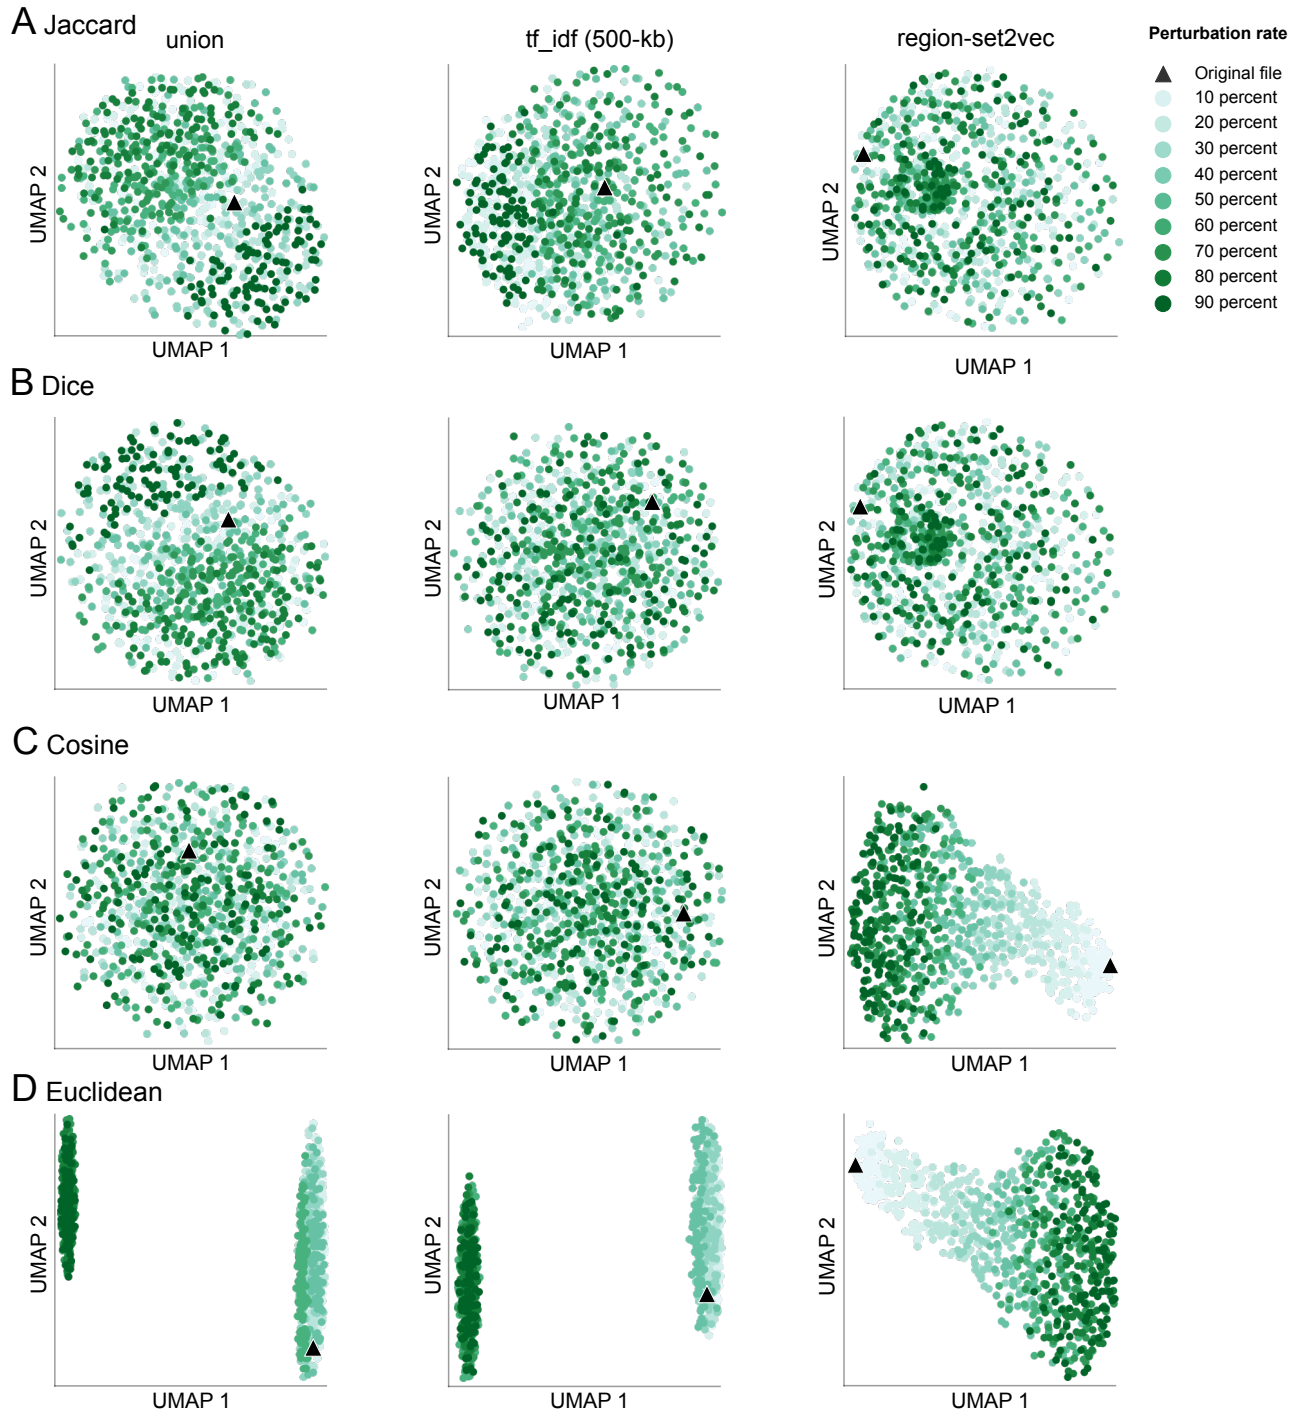 A Jaccard
union
tf_idf (500-kb)
region-set2vec
Perturbation rate
Original file
10 percent
20 percent
30 percent
40 percent
50 percent
60 percent
70 percent
80 percent
90 percent
UMAP 2
UMAP 1
UMAP 2
UMAP 1
UMAP 2
UMAP 1
B Dice
UMAP 2
UMAP 1
UMAP 2
UMAP 1
UMAP 2
UMAP 1
C Cosine
UMAP 2
UMAP 1
UMAP 2
UMAP 1
UMAP 2
UMAP 1
D Euclidean
UMAP 2
UMAP 1
UMAP 2
UMAP 1
UMAP 2
UMAP 1